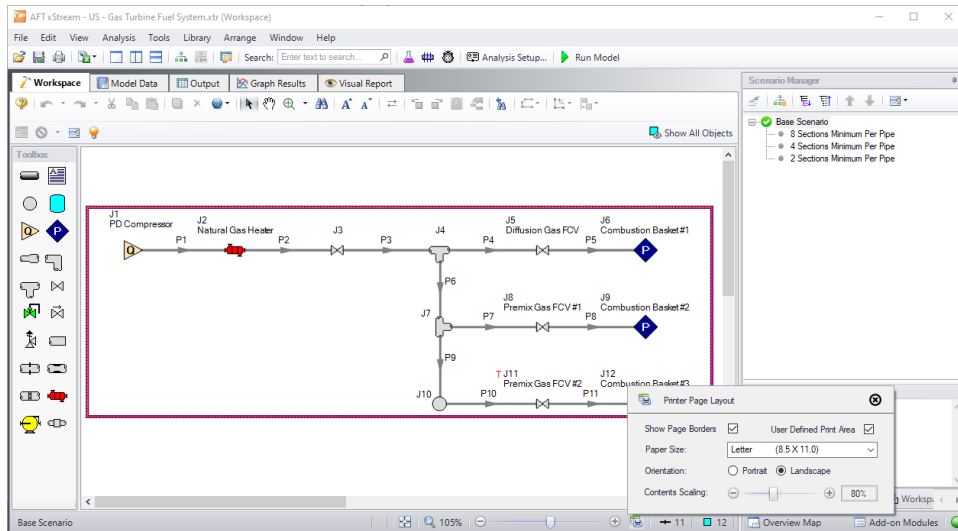 AFT xStream - US - Gas Turbine Fuel System.xtr (Workspace)
File Edit View Analysis Tools Library Arrange Window Help
Search: Enter text to search... Analysis Setup... Run Model
Workspace Model Data Output Graph Results Visual Report
Scenario Manager
Show All Objects
Base Scenario
8 Sections Minimum Per Pipe
4 Sections Minimum Per Pipe
2 Sections Minimum Per Pipe
Toolbox
J1
PD Compressor
J2
Natural Gas Heater
J3
J4
J5
Diffusion Gas FCV
J6
Combustion Basket#1
Q P1 P2 P3 P4 P5 P
P6
J7
J8
Premix Gas FCV #1
J9
Combustion Basket#2
P7 P8 P
P9
T J11
Premix Gas FCV #2
J12
Combustion Basket#3
J10 P10 P11
Q P
Printer Page Layout
Show Page Borders User Defined Print Area
Paper Size: Letter (8.5 X 11.0)
Orientation: Portrait Landscape
Contents Scaling: 80%
Base Scenario 105% 11 12 Overview Map Add-on Modules